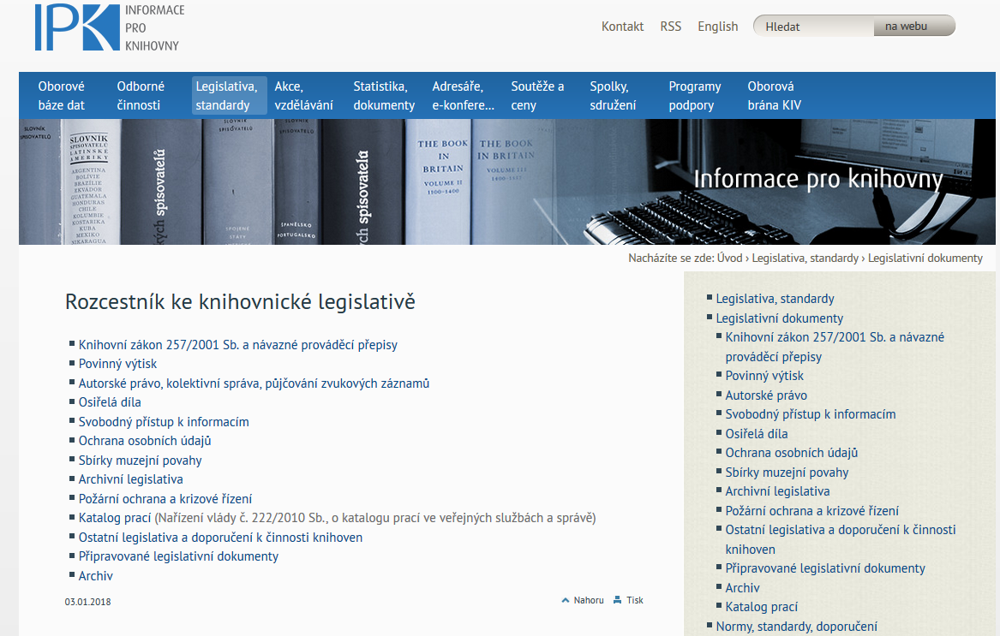 IPK INFORMACE
PRO
KNIHOVNY
Kontakt RSS English Hledat na webu
Oborové báze dat
Odborné činnosti
Legislativa, standardy
Akce, vzdělávání
Statistika, dokumenty
Adresáře, e-konfere...
Soutěže a ceny
Spolky, sdružení
Programy podpory
Oborová brána KIV
SLOVNÍK
SPISOVATELŮ
SLOVNÍK
SPISOVATELŮ
LATINSKÉ
AMERIKY
ARGENTINA
BOLÍVIE
BRAZÍLIE
EKVÁDOR
GUATEMALA
HONDURAS
CHILE
KOLUMBIE
KOSTARIKA
KUBA
MEXIKO
NIKARAGUA
ských spisovatelů
SLOVNÍK
SPISOVATELŮ
SPOJENÉ
STÁTY
SLOVNÍK
SPISOVATELŮ
ŠPANĚLSKO
PORTUGALSKO
ých spisovatelů
THE BOOK
IN
BRITAIN
VOLUME II
1100-1400
THE BOOK
IN BRITAIN
VOLUME III
1400-1557
Informace pro knihovny
Nacházíte se zde: Úvod › Legislativa, standardy › Legislativní dokumenty
Rozcestník ke knihovnické legislativě
Knihovní zákon 257/2001 Sb. a návazné prováděcí přepisy
Povinný výtisk
Autorské právo, kolektivní správa, půjčování zvukových záznamů
Osiřelá díla
Svobodný přístup k informacím
Ochrana osobních údajů
Sbírky muzejní povahy
Archivní legislativa
Požární ochrana a krizové řízení
Katalog prací (Nařízení vlády č. 222/2010 Sb., o katalogu prací ve veřejných službách a správě)
Ostatní legislativa a doporučení k činnosti knihoven
Připravované legislativní dokumenty
Archiv
03.01.2018 Nahoru Tisk
Legislativa, standardy
Legislativní dokumenty
Knihovní zákon 257/2001 Sb. a návazné
prováděcí přepisy
Povinný výtisk
Autorské právo
Svobodný přístup k informacím
Osiřelá díla
Ochrana osobních údajů
Sbírky muzejní povahy
Archivní legislativa
Požární ochrana a krizové řízení
Ostatní legislativa a doporučení k činnosti
knihoven
Připravované legislativní dokumenty
Archiv
Katalog prací
Normy, standardy, doporučení